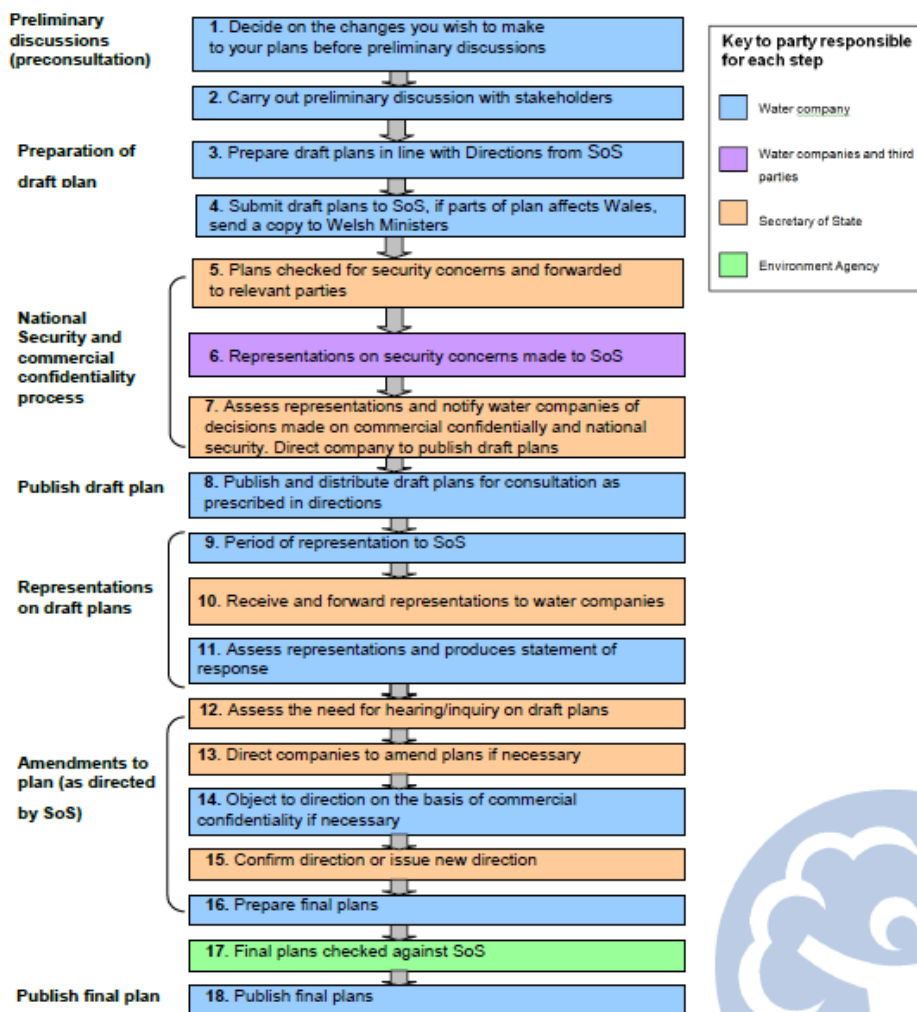 Preliminary
discussions
(preconsultation)
1. Decide on the changes you wish to make
to your plans before preliminary discussions
2. Carry out preliminary discussion with stakeholders
Preparation of
draft plan
3. Prepare draft plans in line with Directions from SoS
4. Submit draft plans to SoS, if parts of plan affects Wales,
send a copy to Welsh Ministers
National
Security and
commercial
confidentiality
process
5. Plans checked for security concerns and forwarded
to relevant parties
6. Representations on security concerns made to SoS
7. Assess representations and notify water companies of
decisions made on commercial confidentially and national
security. Direct company to publish draft plans
Publish draft plan
8. Publish and distribute draft plans for consultation as
prescribed in directions
Representations
on draft plans
9. Period of representation to SoS
10. Receive and forward representations to water companies
11. Assess representations and produces statement of
response
Amendments to
plan (as directed
by SoS)
12. Assess the need for hearing/inquiry on draft plans
13. Direct companies to amend plans if necessary
14. Object to direction on the basis of commercial
confidentiality if necessary
15. Confirm direction or issue new direction
16. Prepare final plans
17. Final plans checked against SoS
Publish final plan
18. Publish final plans
Key to party responsible
for each step
Water company
Water companies and third
parties
Secretary of State
Environment Agency